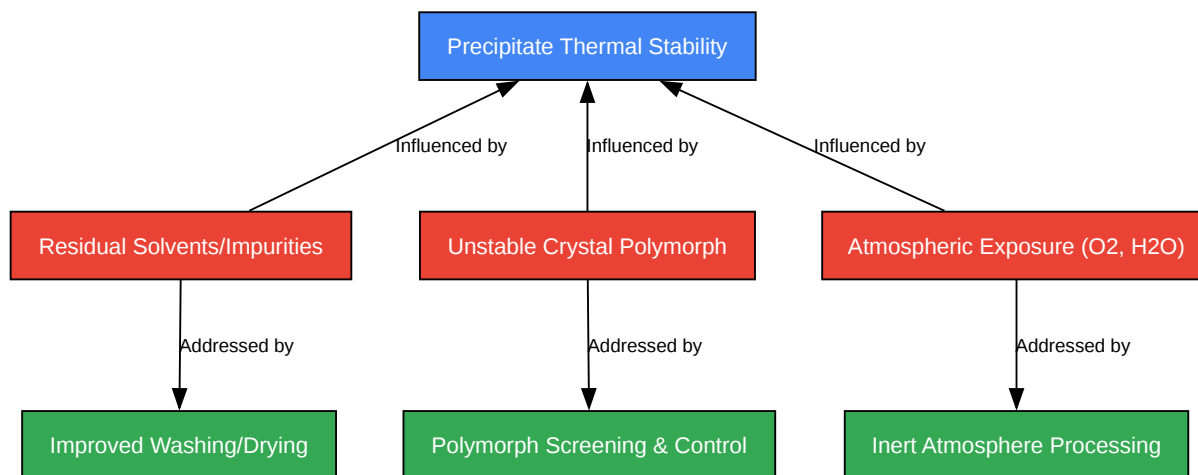 Precipitate Thermal Stability
Influenced by
Influenced by
Influenced by
Residual Solvents/Impurities
Unstable Crystal Polymorph
Atmospheric Exposure (O2, H2O)
Addressed by
Addressed by
Addressed by
Improved Washing/Drying
Polymorph Screening & Control
Inert Atmosphere Processing